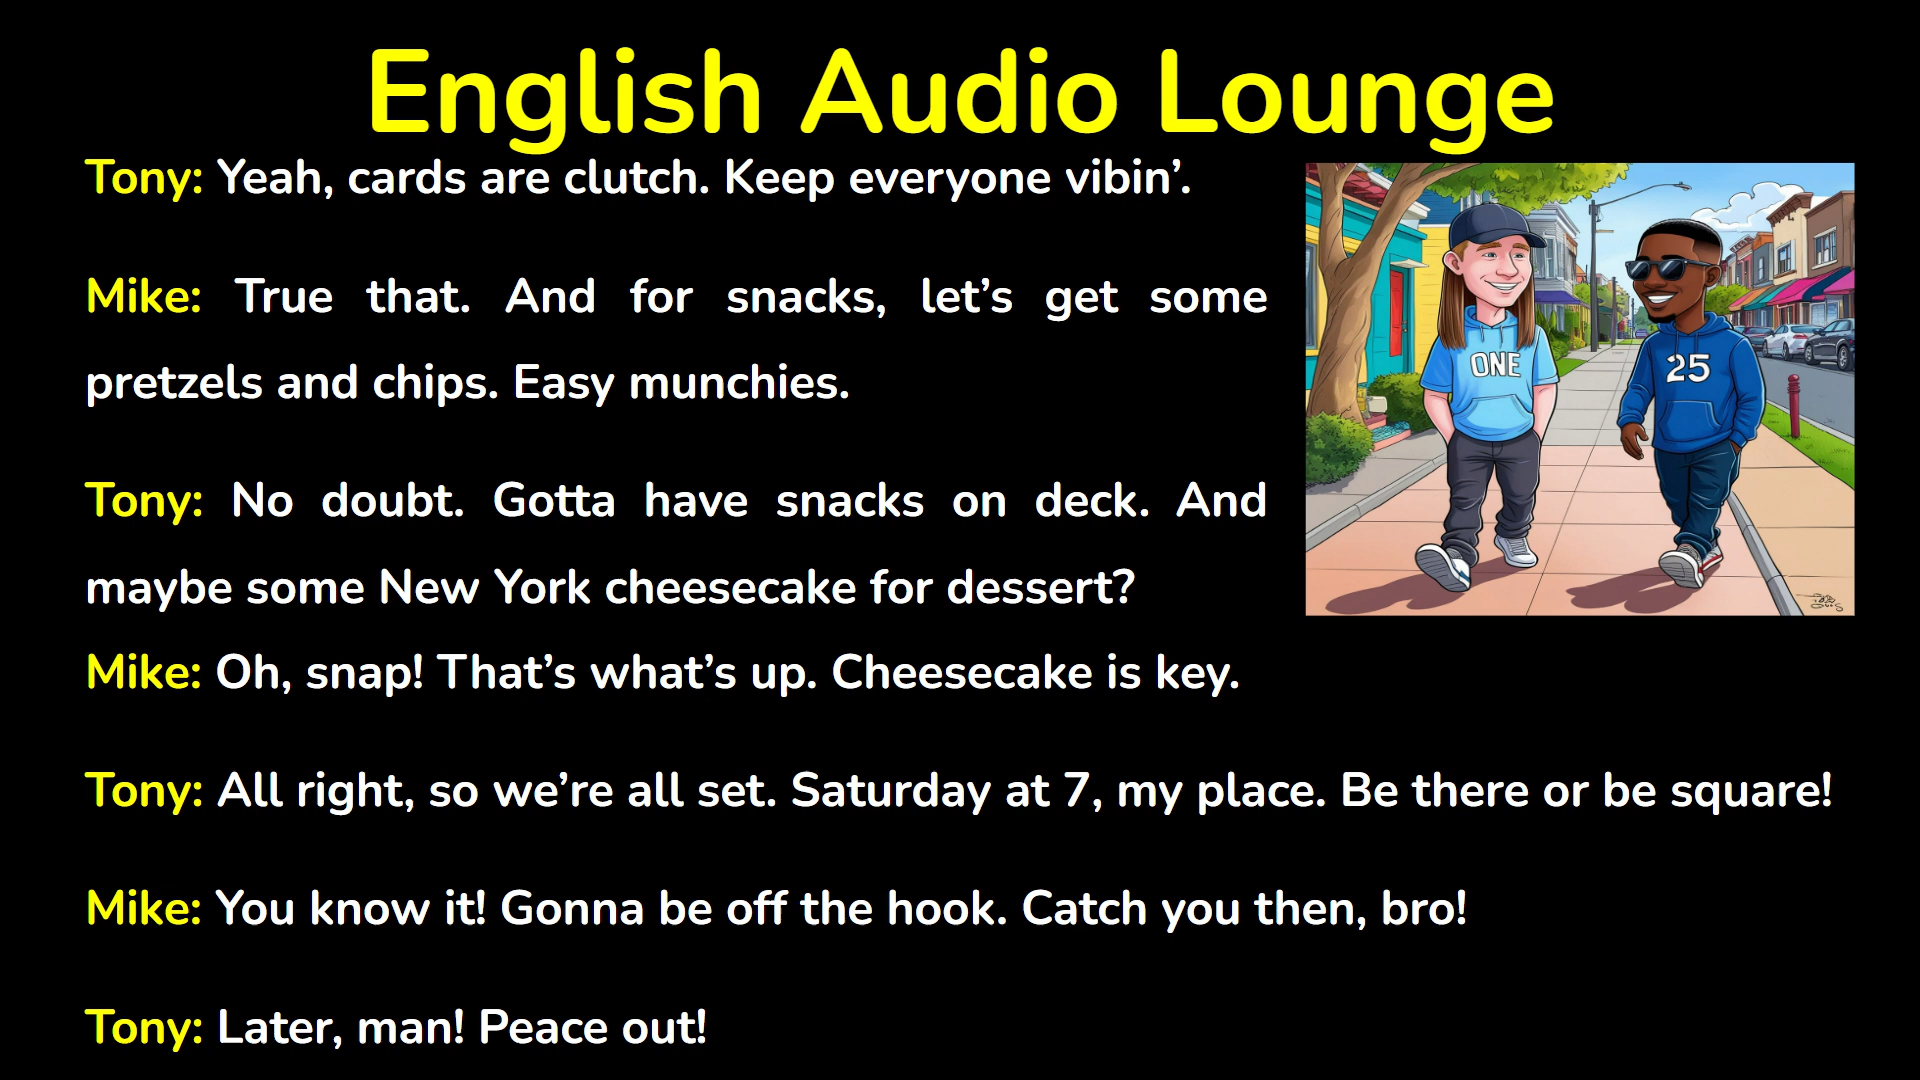 English Audio Lounge
Tony: Yeah, cards are clutch. Keep everyone vibin’.
Mike: True that. And for snacks, let’s get some
pretzels and chips. Easy munchies.
Tony: No doubt. Gotta have snacks on deck. And
maybe some New York cheesecake for dessert?
Mike: Oh, snap! That’s what’s up. Cheesecake is key.
Tony: All right, so we’re all set. Saturday at 7, my place. Be there or be square!
Mike: You know it! Gonna be off the hook. Catch you then, bro!
Tony: Later, man! Peace out!
ONE
25